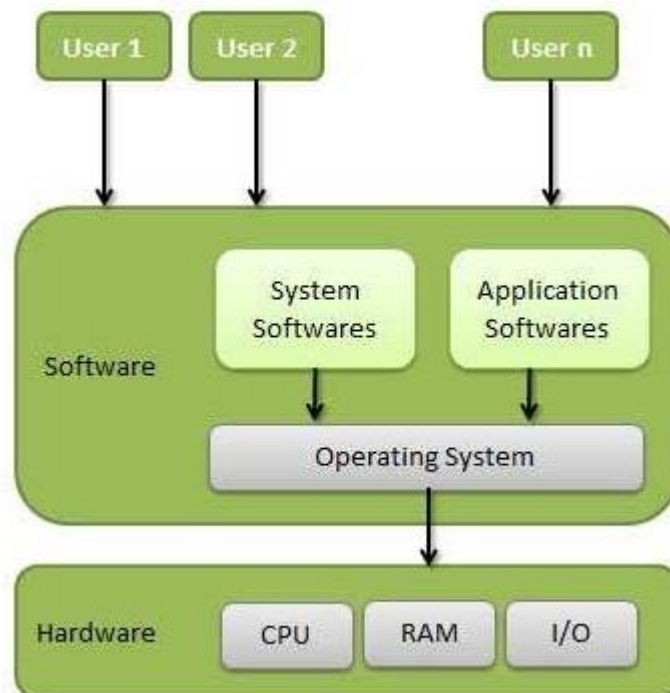 User 1
User 2
User n
System
Softwares
Application
Softwares
Software
Operating System
Hardware
CPU
RAM
I/O